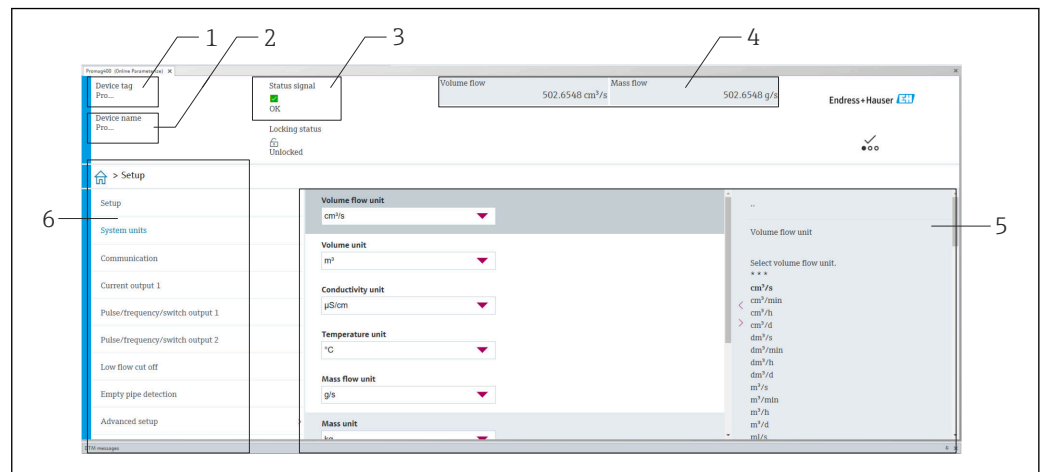 1
2
3
4
Promag400 (Online Parameterize) ×
Device tag
Pro...
Status signal
OK
Volume flow
502.6548 cm³/s
Mass flow
502.6548 g/s
Endress+Hauser EH
Device name
Pro...
Locking status
Unlocked
> Setup
6
5
Setup
System units
Communication
Current output 1
Pulse/frequency/switch output 1
Pulse/frequency/switch output 2
Low flow cut off
Empty pipe detection
Advanced setup
Volume flow unit
cm³/s
Volume unit
m³
Conductivity unit
µS/cm
Temperature unit
°C
Mass flow unit
g/s
Mass unit
kg
..
Volume flow unit
Select volume flow unit.
* * *
cm³/s
cm³/min
cm³/h
cm³/d
dm³/s
dm³/min
dm³/h
dm³/d
m³/s
m³/min
m³/h
m³/d
ml/s
DTM messages